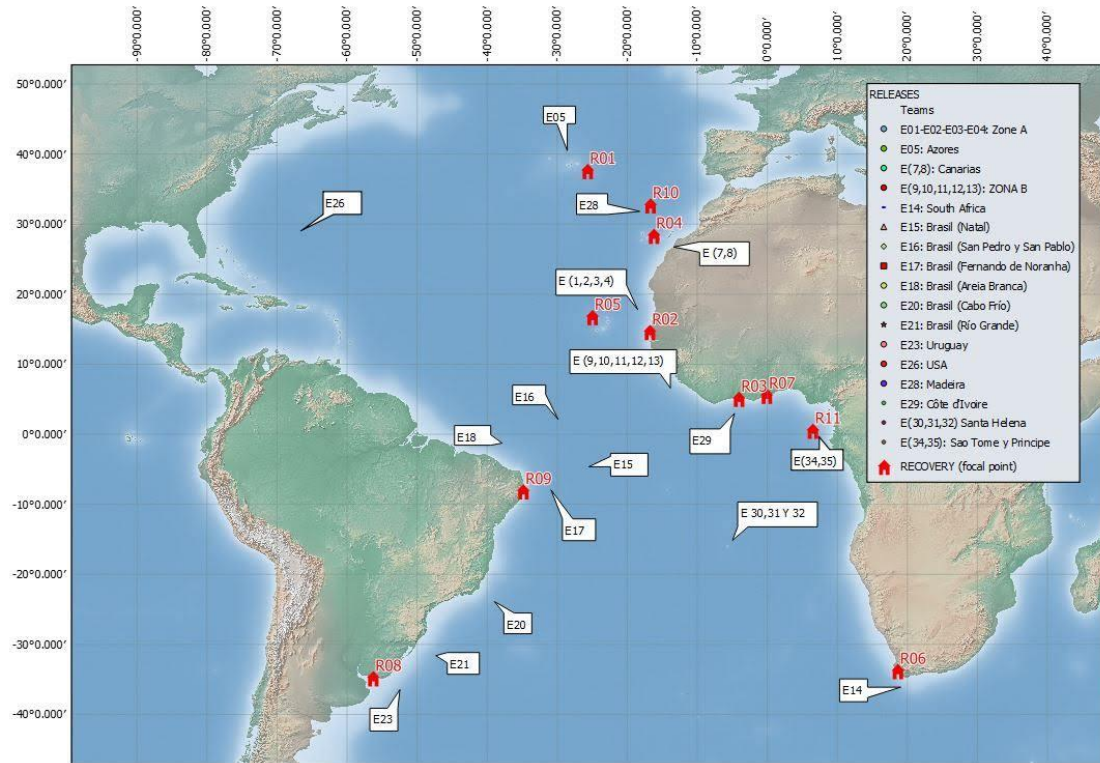 -90°0.000′
-80°0.000′
-70°0.000′
-60°0.000′
-50°0.000′
-40°0.000′
-30°0.000′
-20°0.000′
-10°0.000′
0°0.000′
10°0.000′
20°0.000′
30°0.000′
40°0.000′
50°0.000′
40°0.000′
30°0.000′
20°0.000′
10°0.000′
0°0.000′
-10°0.000′
-20°0.000′
-30°0.000′
-40°0.000′
E05
R01
E26
R10
E28
R04
E (7,8)
E (1,2,3,4)
R05
R02
E (9,10,11,12,13)
R03
R07
E16
R11
E18
E29
E(34,35)
E15
R09
E17
E 30,31 Y 32
E20
E21
R08
R06
E14
E23
RELEASES
Teams
E01-E02-E03-E04: Zone A
E05: Azores
E(7,8): Canarias
E(9,10,11,12,13): ZONA B
E14: South Africa
E15: Brasil (Natal)
E16: Brasil (San Pedro y San Pablo)
E17: Brasil (Fernando de Noranha)
E18: Brasil (Areia Branca)
E20: Brasil (Cabo Frío)
E21: Brasil (Río Grande)
E23: Uruguay
E26: USA
E28: Madeira
E29: Côte d'Ivoire
E(30,31,32) Santa Helena
E(34,35): Sao Tome y Principe
RECOVERY (focal point)